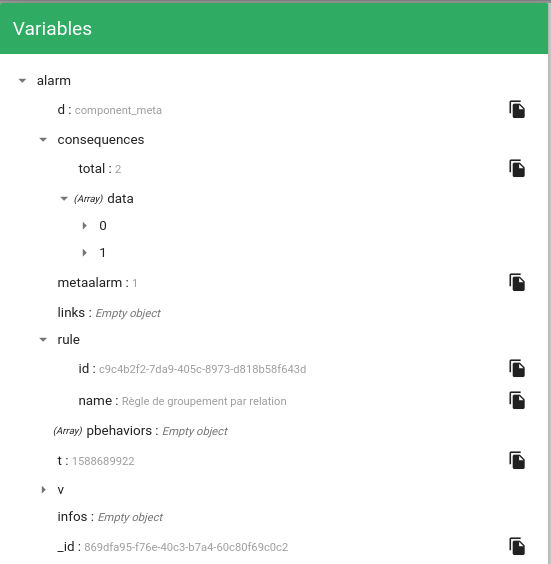 Variables
alarm
d : component_meta
consequences
total : 2
(Array) data
0
1
metaalarm : 1
links : Empty object
rule
id : c9c4b2f2-7da9-405c-8973-d818b58f643d
name : Règle de groupement par relation
(Array) pbehaviors : Empty object
t : 1588689922
v
infos : Empty object
_id : 869dfa95-f76e-40c3-b7a4-60c80f69c0c2